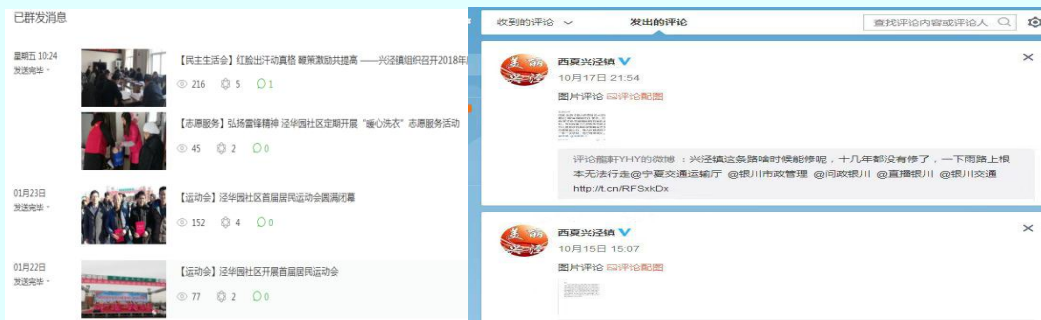 已群发消息
星期五 10:24
发送完毕
【民主生活会】红脸出汗动真格 鞭策激励共提高 ——兴泾镇组织召开2018年
216 5 1
【志愿服务】弘扬雷锋精神 泾华园社区定期开展“暖心洗衣”志愿服务活动
45 2 0
01月23日
发送完毕
【运动会】泾华园社区首届居民运动会圆满闭幕
152 4 0
01月22日
发送完毕
【运动会】泾华园社区开展首届居民运动会
77 2 0
收到的评论 发出的评论 查找评论内容或评论人
西夏兴泾镇
10月17日 21:54
图片评论 评论配图
评论龍軒YHY的微博 ：兴泾镇这条路啥时候能修呢，十几年都没有修了，一下雨路上根
本无法行走@宁夏交通运输厅 @银川市政管理 @问政银川 @直播银川 @银川交通
http://t.cn/RFSxkDx
西夏兴泾镇
10月15日 15:07
图片评论 评论配图